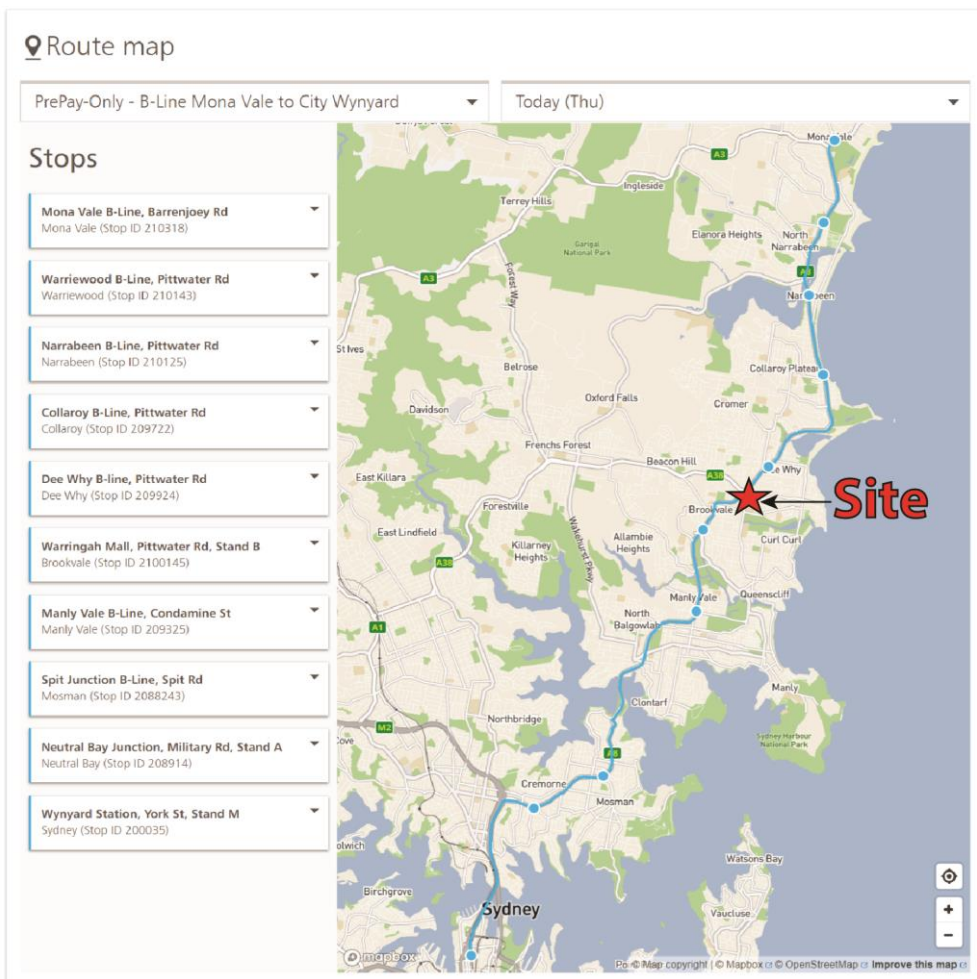 Route map
PrePay-Only - B-Line Mona Vale to City Wynyard
Today (Thu)
Stops
Mona Vale B-Line, Barrenjoey Rd
Mona Vale (Stop ID 210318)
Warriewood B-Line, Pittwater Rd
Warriewood (Stop ID 210143)
Narrabeen B-Line, Pittwater Rd
Narrabeen (Stop ID 210125)
Collaroy B-Line, Pittwater Rd
Collaroy (Stop ID 209722)
Dee Why B-line, Pittwater Rd
Dee Why (Stop ID 209924)
Warringah Mall, Pittwater Rd, Stand B
Brookvale (Stop ID 2100145)
Manly Vale B-Line, Condamine St
Manly Vale (Stop ID 209325)
Spit Junction B-Line, Spit Rd
Mosman (Stop ID 2088243)
Neutral Bay Junction, Military Rd, Stand A
Neutral Bay (Stop ID 208914)
Wynyard Station, York St, Stand M
Sydney (Stop ID 200035)
A3
Ingleside
Terrey Hills
Elanora Heights
North
Narrabeen
Garigal
National Park
Forest Way
A3
A8
St Ives
Belrose
Collaroy Plateau
Oxford Falls
Cromer
Davidson
Frenchs Forest
Beacon Hill
A38
East Killara
Forestville
Brookvale
Site
East Lindfield
Wakehurst Pkwy
Allambie
Heights
Curl Curl
Killarney
Heights
A38
Manly Vale
Queenscliff
North
Balgowlah
A1
Manly
Clontarf
Northbridge
Sydney Harbour
National Park
M2
A8
Cremorne
Mosman
Watsons Bay
Birchgrove
Sydney
Vaucluse
+
−
mapbox
Map copyright | © Mapbox © OpenStreetMap Improve this map